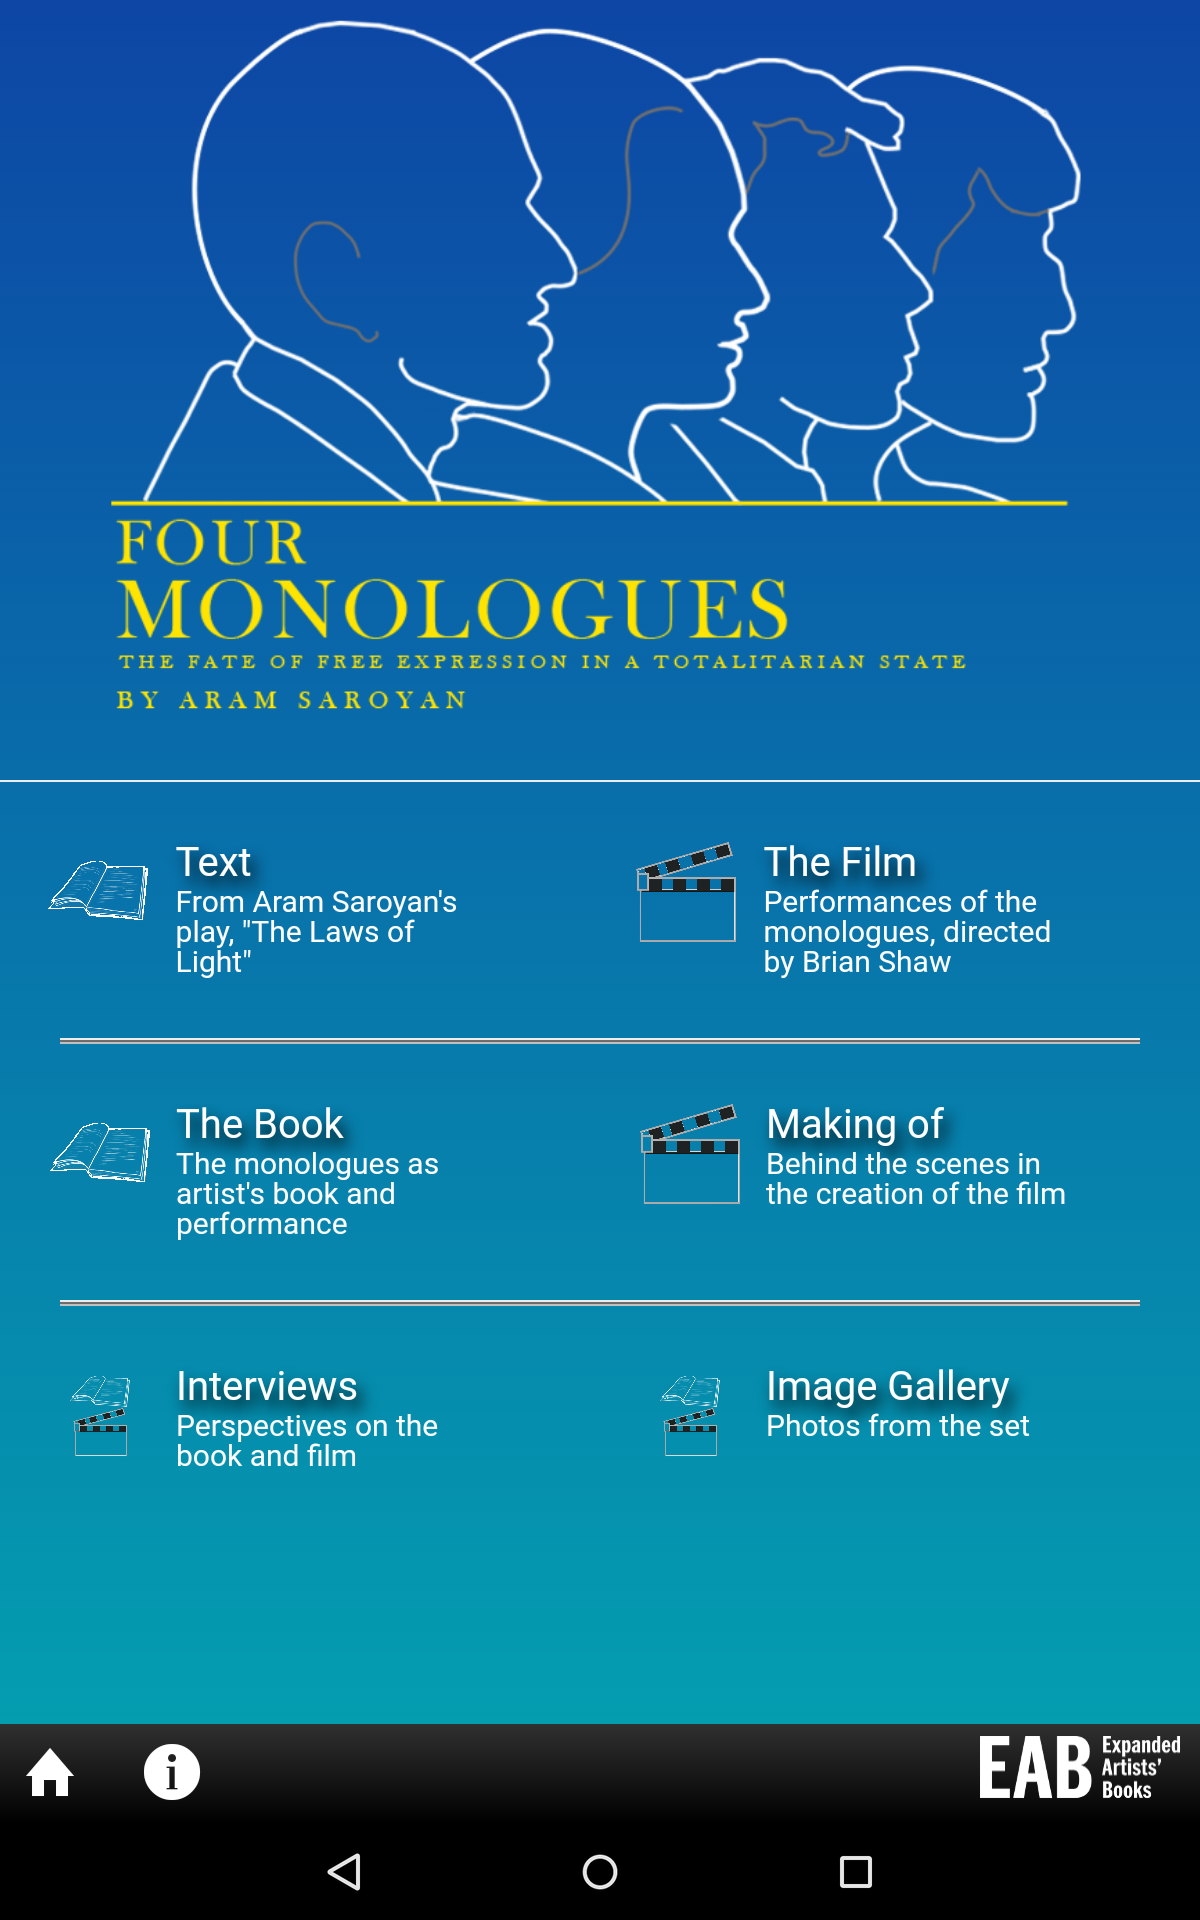 FOUR
MONOLOGUES
THE FATE OF FREE EXPRESSION IN A TOTALITARIAN STATE
BY ARAM SAROYAN
Text
From Aram Saroyan's
play, "The Laws of
Light"
The Film
Performances of the
monologues, directed
by Brian Shaw
The Book
The monologues as
artist's book and
performance
Making of
Behind the scenes in
the creation of the film
Interviews
Perspectives on the
book and film
Image Gallery
Photos from the set
i
EAB
Expanded
Artists'
Books